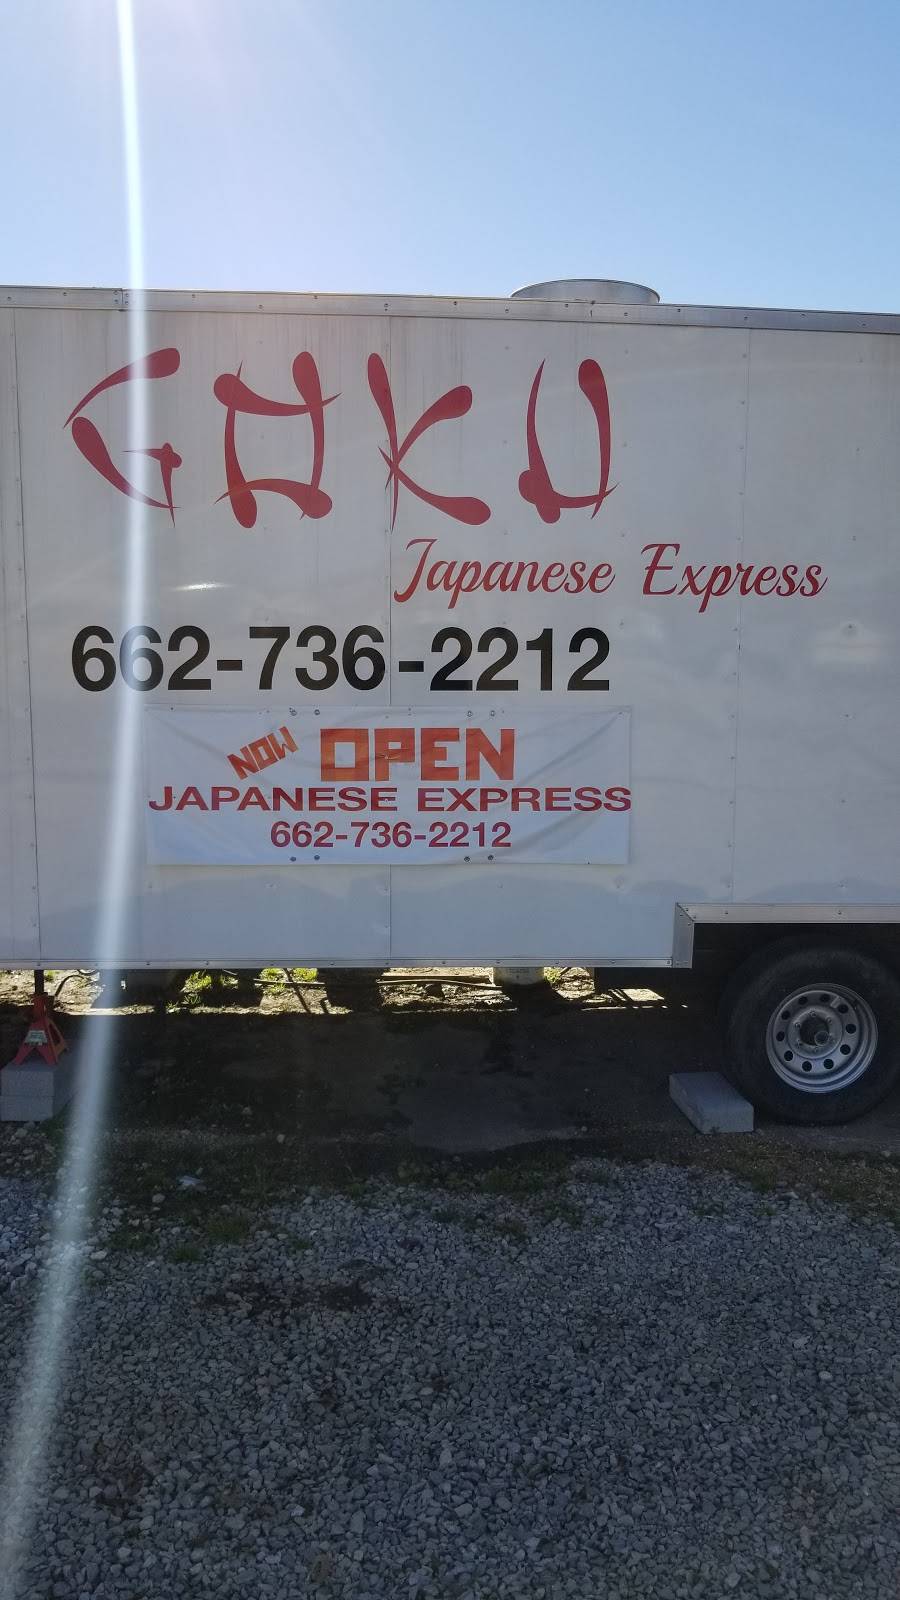 GOKU
Japanese Express
662-736-2212
NOW OPEN
JAPANESE EXPRESS
662-736-2212